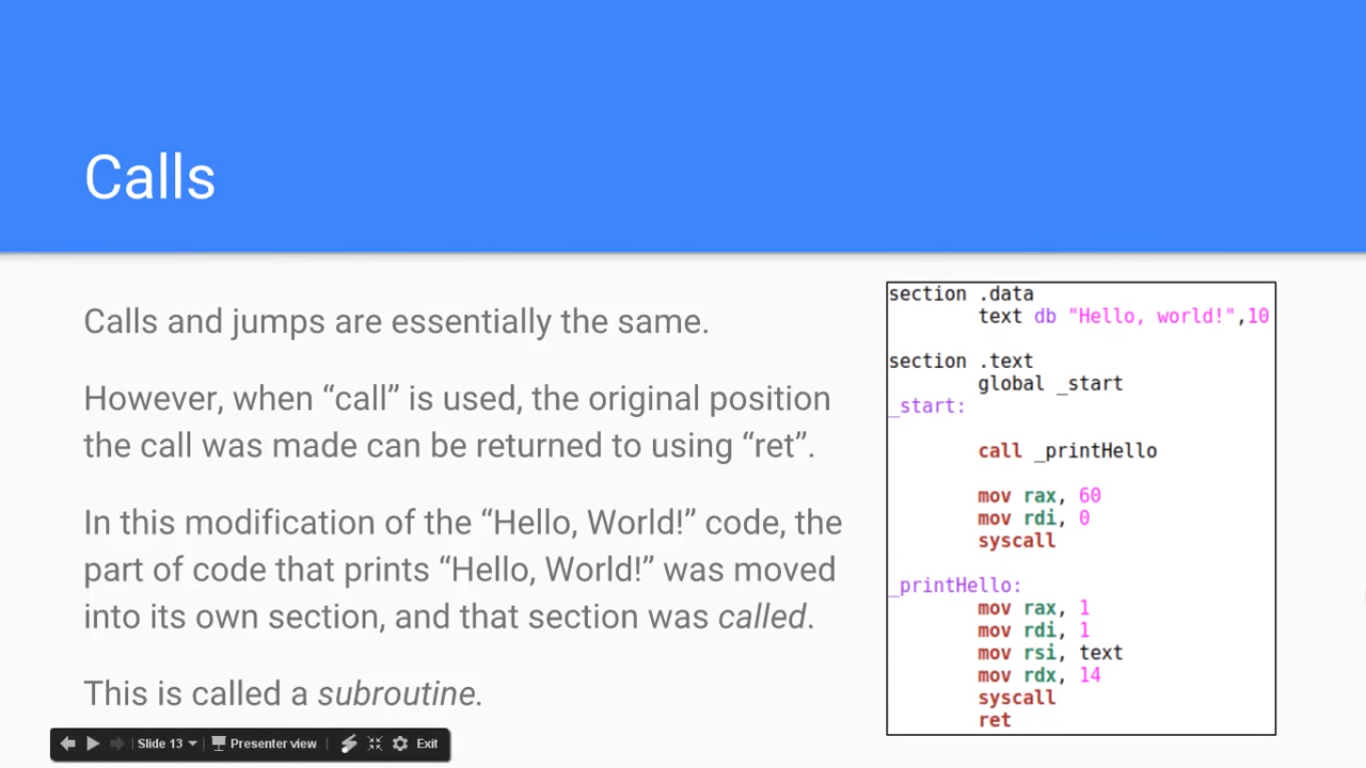 Calls
Calls and jumps are essentially the same.
However, when “call” is used, the original position
the call was made can be returned to using “ret”.
In this modification of the “Hello, World!” code, the
part of code that prints “Hello, World!” was moved
into its own section, and that section was called.
This is called a subroutine.
section .data
text db "Hello, world!",10
section .text
global _start
_start:
call _printHello
mov rax, 60
mov rdi, 0
syscall
_printHello:
mov rax, 1
mov rdi, 1
mov rsi, text
mov rdx, 14
syscall
ret
Slide 13 Presenter view Exit